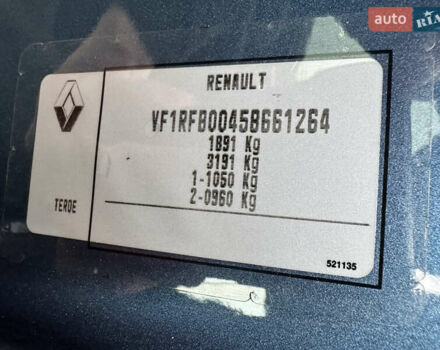 auto RIA
RENAULT
VF1RFB00458661264
1891 Kg
3191 Kg
1-1050 Kg
2-0960 Kg
TERDE
521135